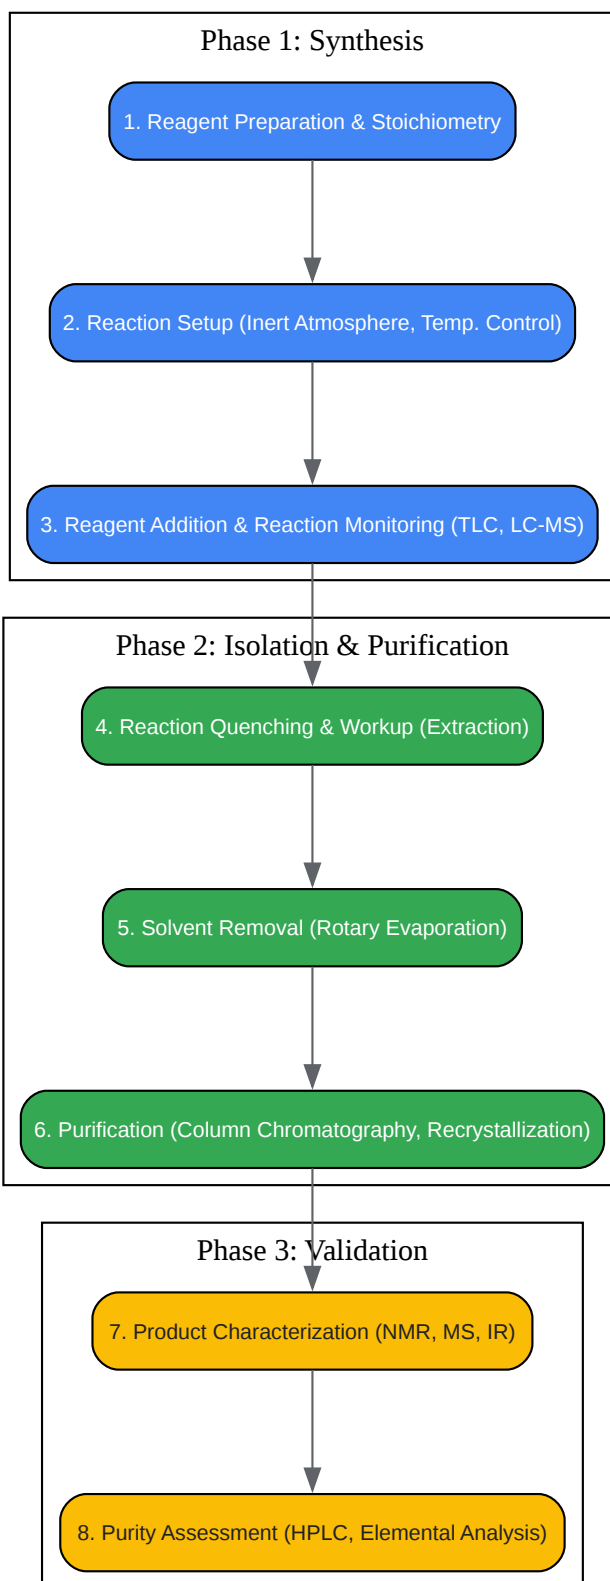 Phase 1: Synthesis
1. Reagent Preparation & Stoichiometry
2. Reaction Setup (Inert Atmosphere, Temp. Control)
3. Reagent Addition & Reaction Monitoring (TLC, LC-MS)
Phase 2: Isolation & Purification
4. Reaction Quenching & Workup (Extraction)
5. Solvent Removal (Rotary Evaporation)
6. Purification (Column Chromatography, Recrystallization)
Phase 3: Validation
7. Product Characterization (NMR, MS, IR)
8. Purity Assessment (HPLC, Elemental Analysis)